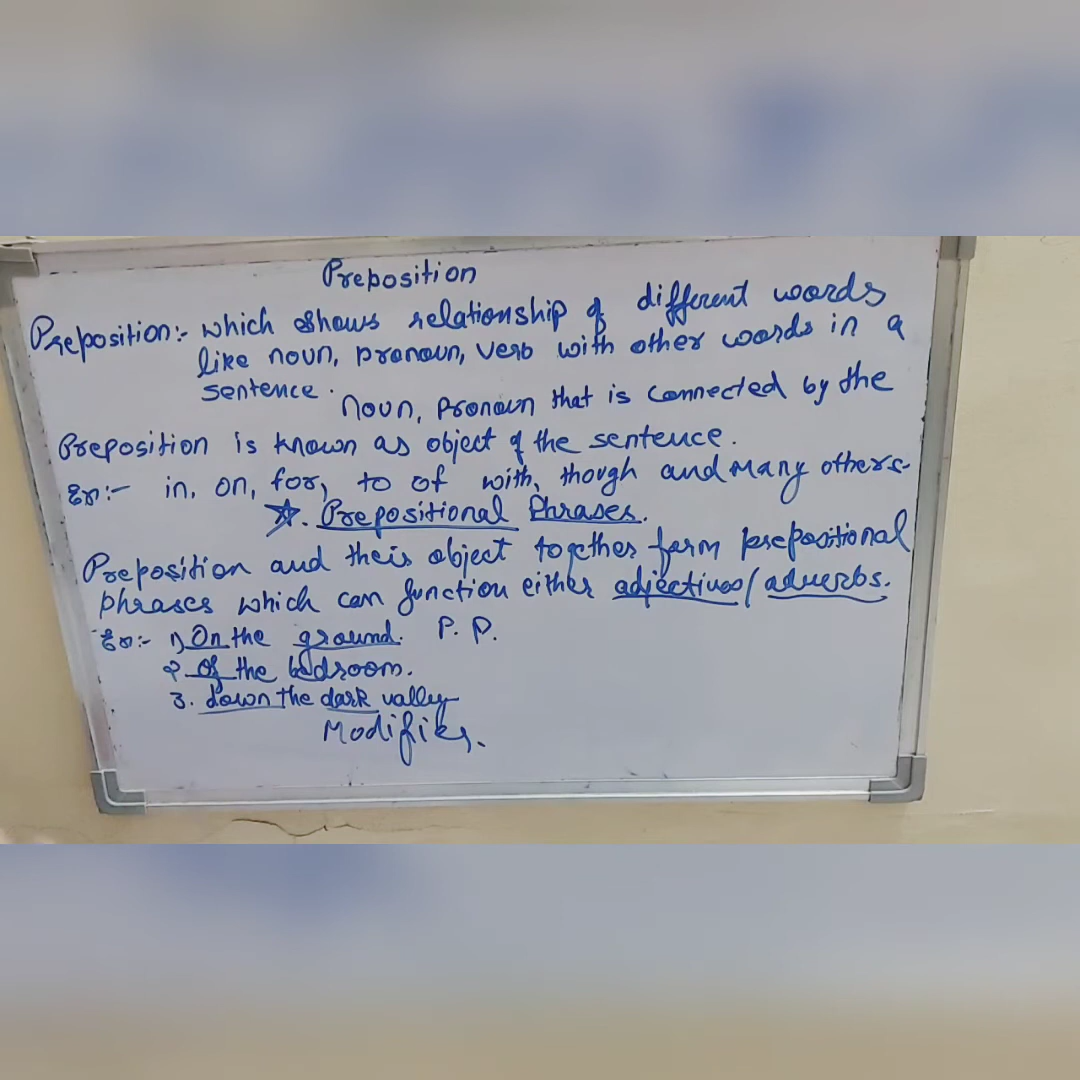 Preposition
Preposition:- which shows relationship of different words
like noun, pronoun, verb with other words in a
sentence.
noun, pronoun that is connected by the
Preposition is known as object of the sentence.
Ex:- in, on, for, to of with, though and many others-
☆. Prepositional Phrases.
Preposition and their object together form prepositional
phrases which can function either adjectives/adverbs.
Ex:- 1) On the ground. P. P.
2 of the bedroom.
3. down the dark valley
Modifies.